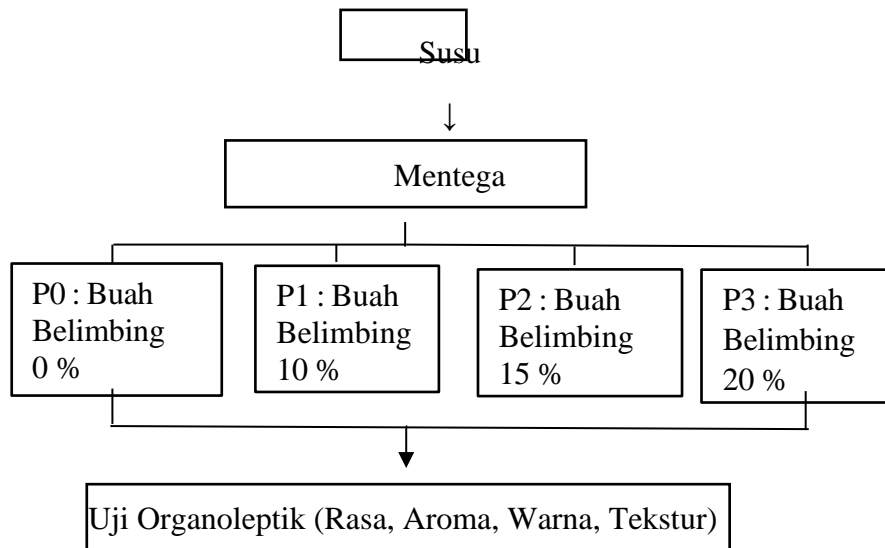 Susu
↓
Mentega
P0 : Buah
Belimbing
0 %
P1 : Buah
Belimbing
10 %
P2 : Buah
Belimbing
15 %
P3 : Buah
Belimbing
20 %
Uji Organoleptik (Rasa, Aroma, Warna, Tekstur)